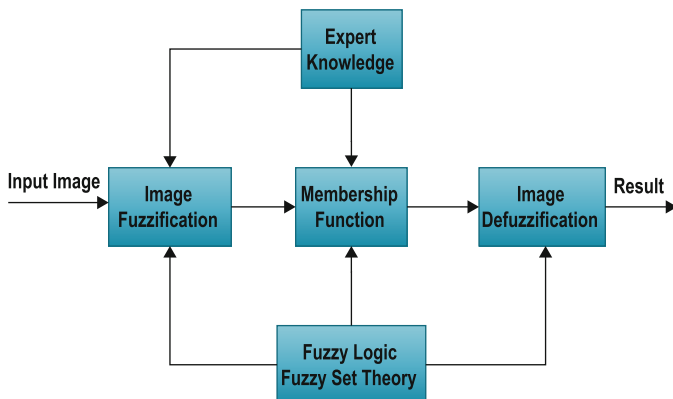 Expert
Knowledge
Input Image
Image
Fuzzification
Membership
Function
Image
Defuzzification
Result
Fuzzy Logic
Fuzzy Set Theory